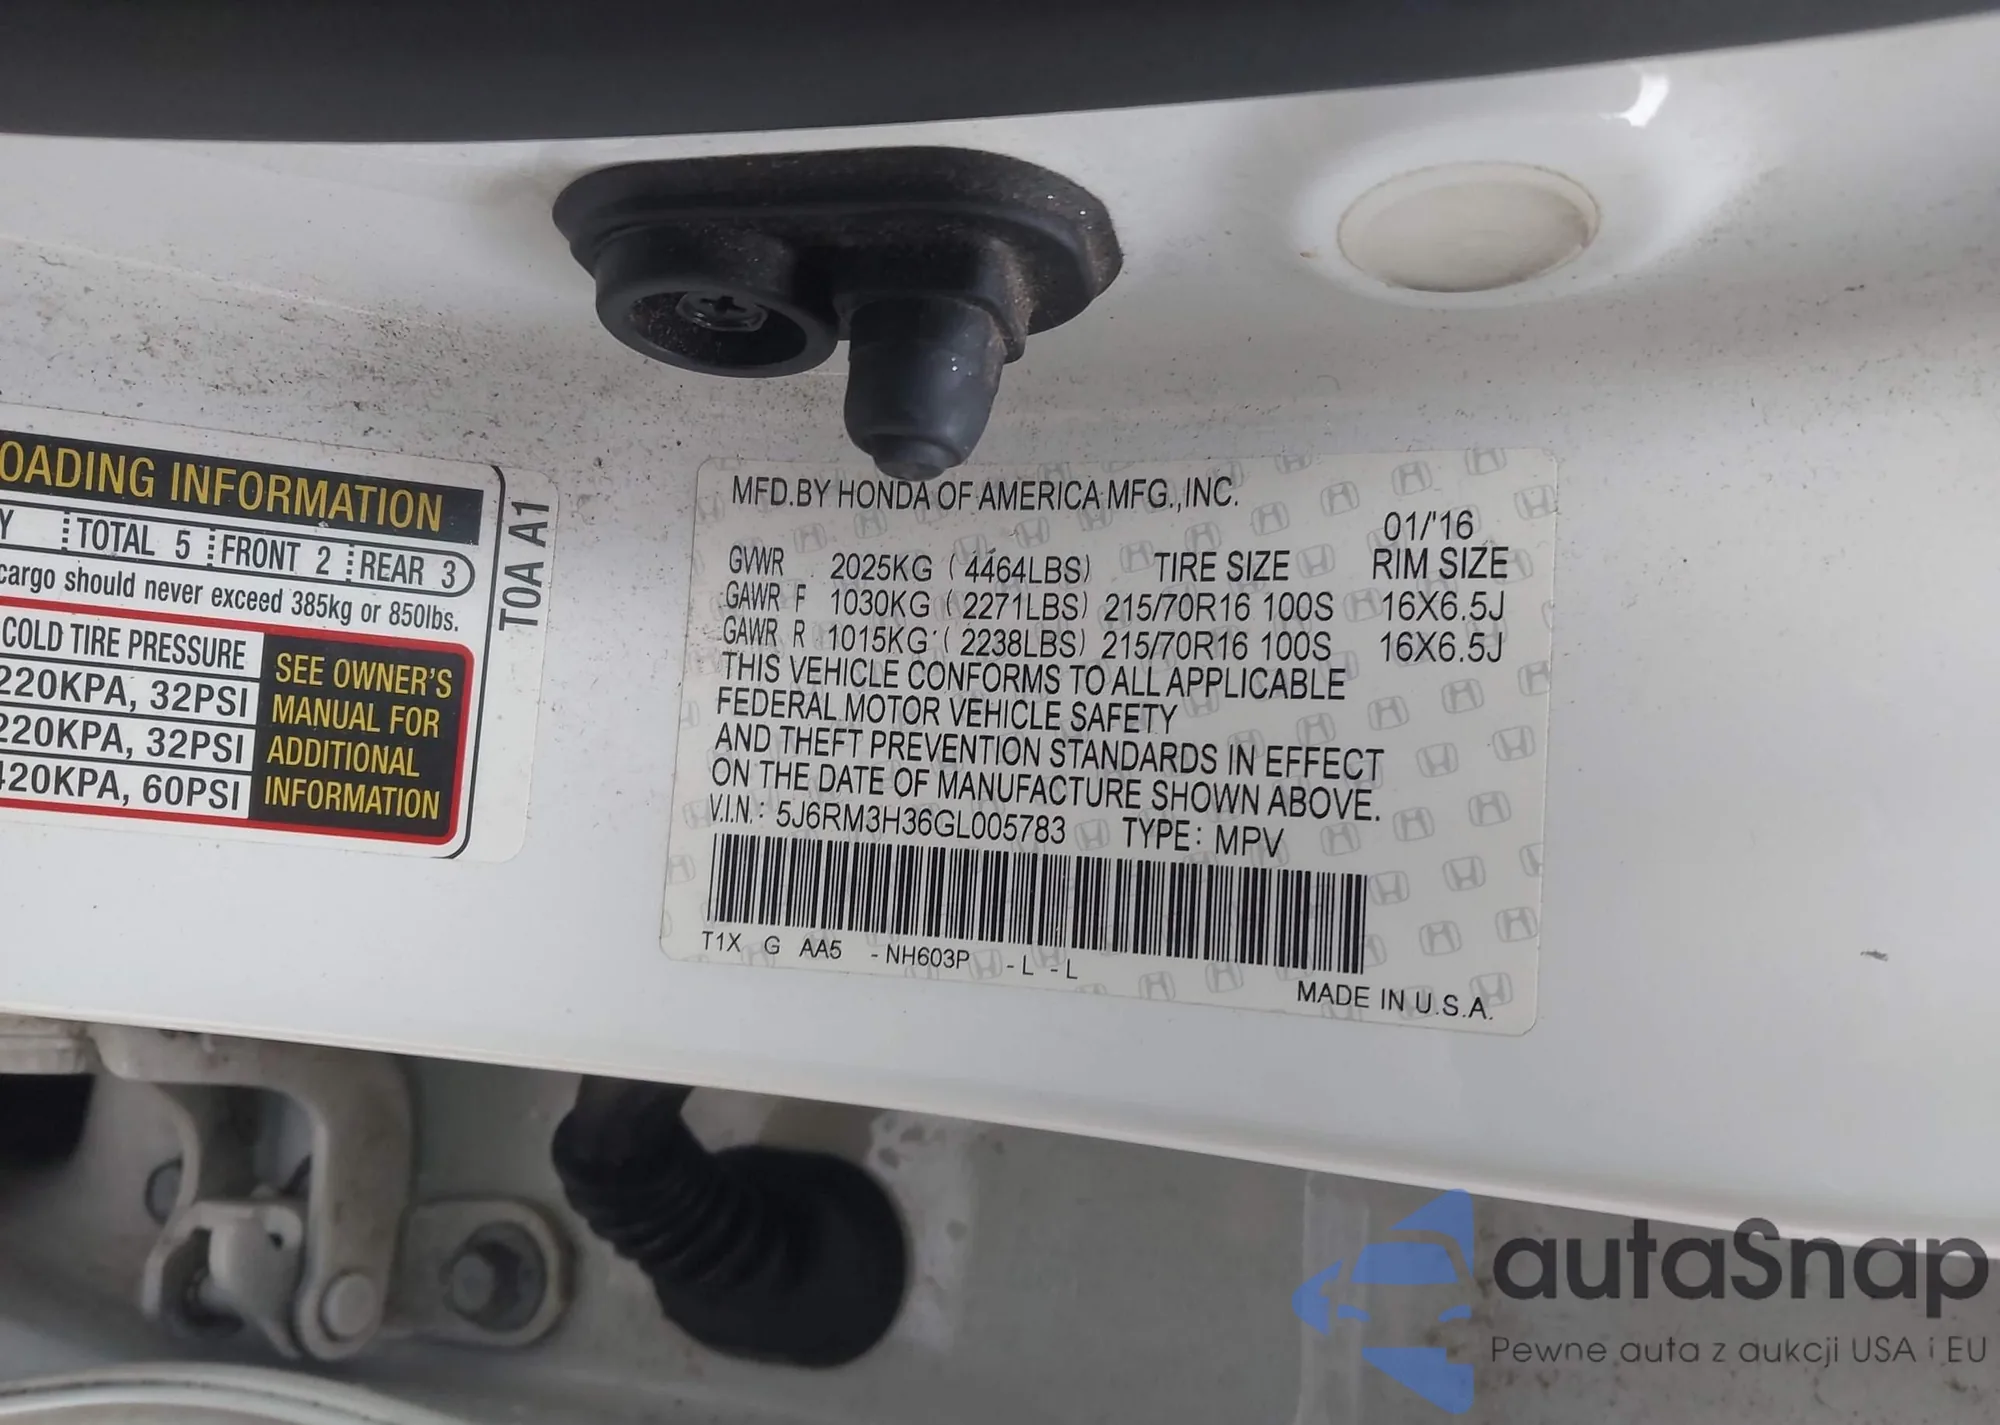 OADING INFORMATION
Y TOTAL 5 FRONT 2 REAR 3
cargo should never exceed 385kg or 850lbs.
COLD TIRE PRESSURE
220KPA, 32PSI
220KPA, 32PSI
420KPA, 60PSI
SEE OWNER'S
MANUAL FOR
ADDITIONAL
INFORMATION
T0A A1
MFD.BY HONDA OF AMERICA MFG.,INC.
01/'16
GVWR 2025KG (4464LBS) TIRE SIZE RIM SIZE
GAWR F 1030KG (2271LBS) 215/70R16 100S 16X6.5J
GAWR R 1015KG (2238LBS) 215/70R16 100S 16X6.5J
THIS VEHICLE CONFORMS TO ALL APPLICABLE
FEDERAL MOTOR VEHICLE SAFETY
AND THEFT PREVENTION STANDARDS IN EFFECT
ON THE DATE OF MANUFACTURE SHOWN ABOVE.
V.I.N.: 5J6RM3H36GL005783 TYPE: MPV
T1X G AA5 -NH603P -L -L
MADE IN U.S.A.
autaSnap
Pewne auta z aukcji USA i EU